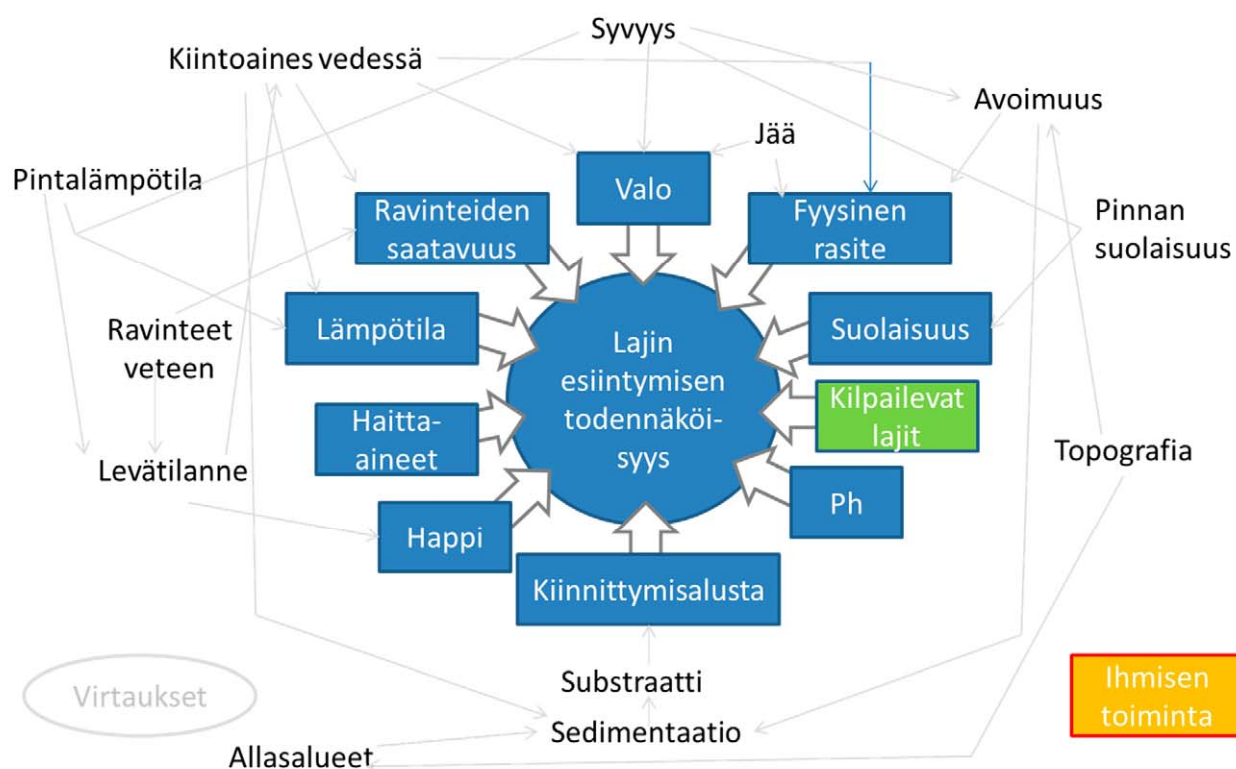 Syvyys
Kiintoaines vedessä
Avoimuus
Jää
Pintalämpötila
Valo
Ravinteiden
saatavuus
Fyysinen
rasite
Pinnan
suolaisuus
Ravinteet
veteen
Lämpötila
Suolaisuus
Lajin
esiintymisen
todennäköi-
syys
Haitta-
aineet
Kilpailevat
lajit
Levätilanne
Topografia
Happi
Ph
Kiinnittymisalusta
Substraatti
Virtaukset
Ihmisen
toiminta
Sedimentaatio
Allasalueet